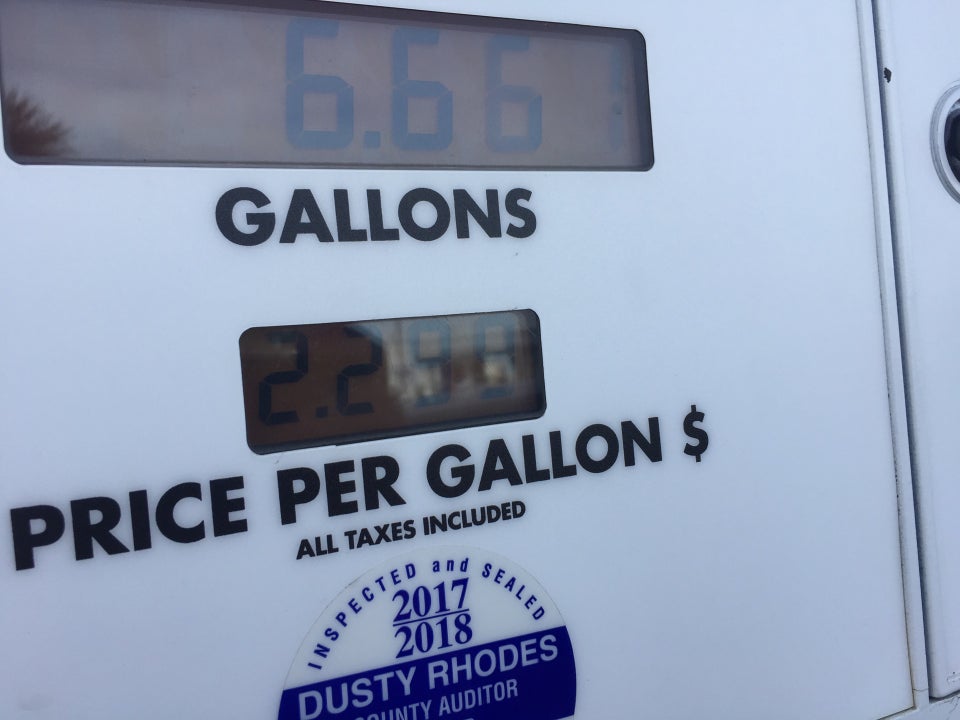 6.661
GALLONS
2.299
PRICE PER GALLON $
ALL TAXES INCLUDED
INSPECTED and SEALED
2017
2018
DUSTY RHODES
COUNTY AUDITOR